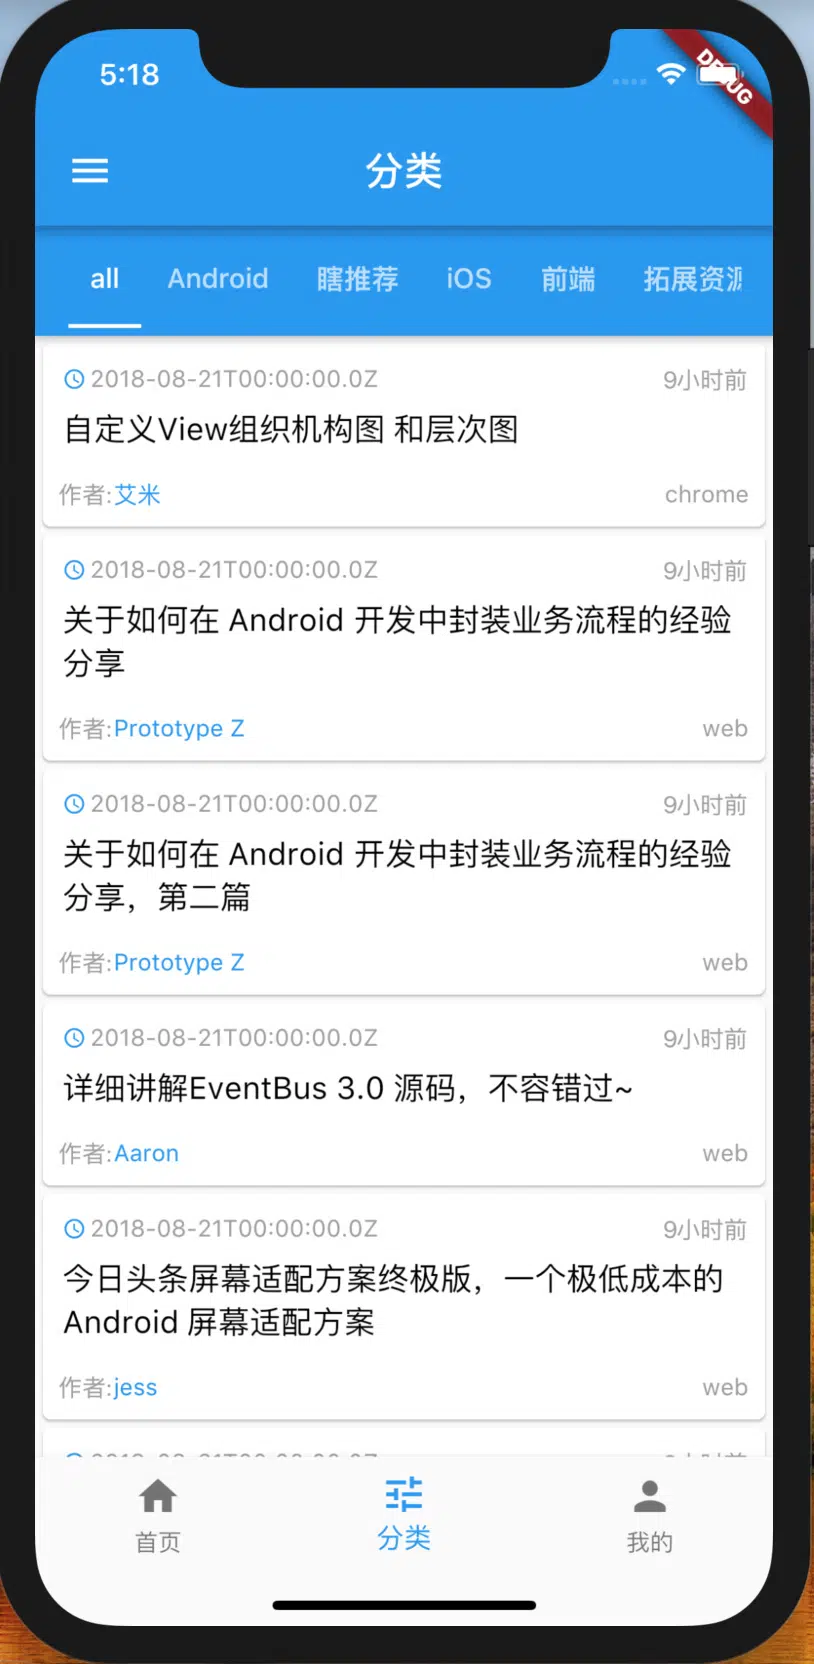 5:18
DEBUG
分类
all Android 瞎推荐 iOS 前端 拓展资源
2018-08-21T00:00:00.0Z 9小时前
自定义View组织机构图 和层次图
作者:艾米 chrome
2018-08-21T00:00:00.0Z 9小时前
关于如何在 Android 开发中封装业务流程的经验
分享
作者:Prototype Z web
2018-08-21T00:00:00.0Z 9小时前
关于如何在 Android 开发中封装业务流程的经验
分享，第二篇
作者:Prototype Z web
2018-08-21T00:00:00.0Z 9小时前
详细讲解EventBus 3.0 源码，不容错过~
作者:Aaron web
2018-08-21T00:00:00.0Z 9小时前
今日头条屏幕适配方案终极版，一个极低成本的
Android 屏幕适配方案
作者:jess web
首页 分类 我的